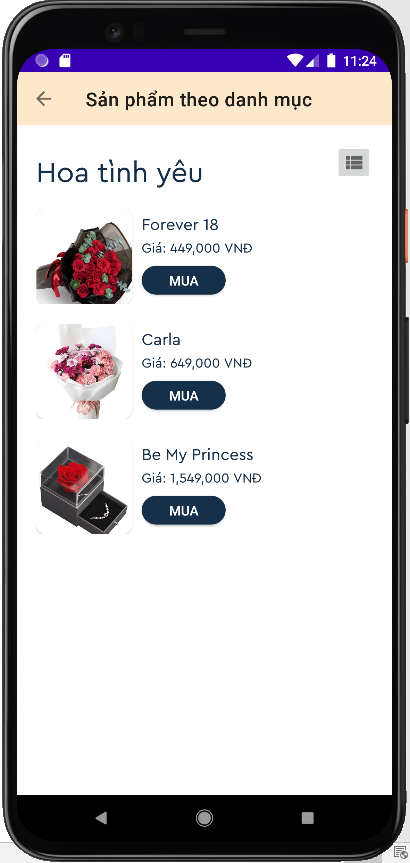 11:24
Sản phẩm theo danh mục
Hoa tình yêu
Forever 18
Giá: 449,000 VNĐ
MUA
Carla
Giá: 649,000 VNĐ
MUA
Be My Princess
Giá: 1,549,000 VNĐ
MUA